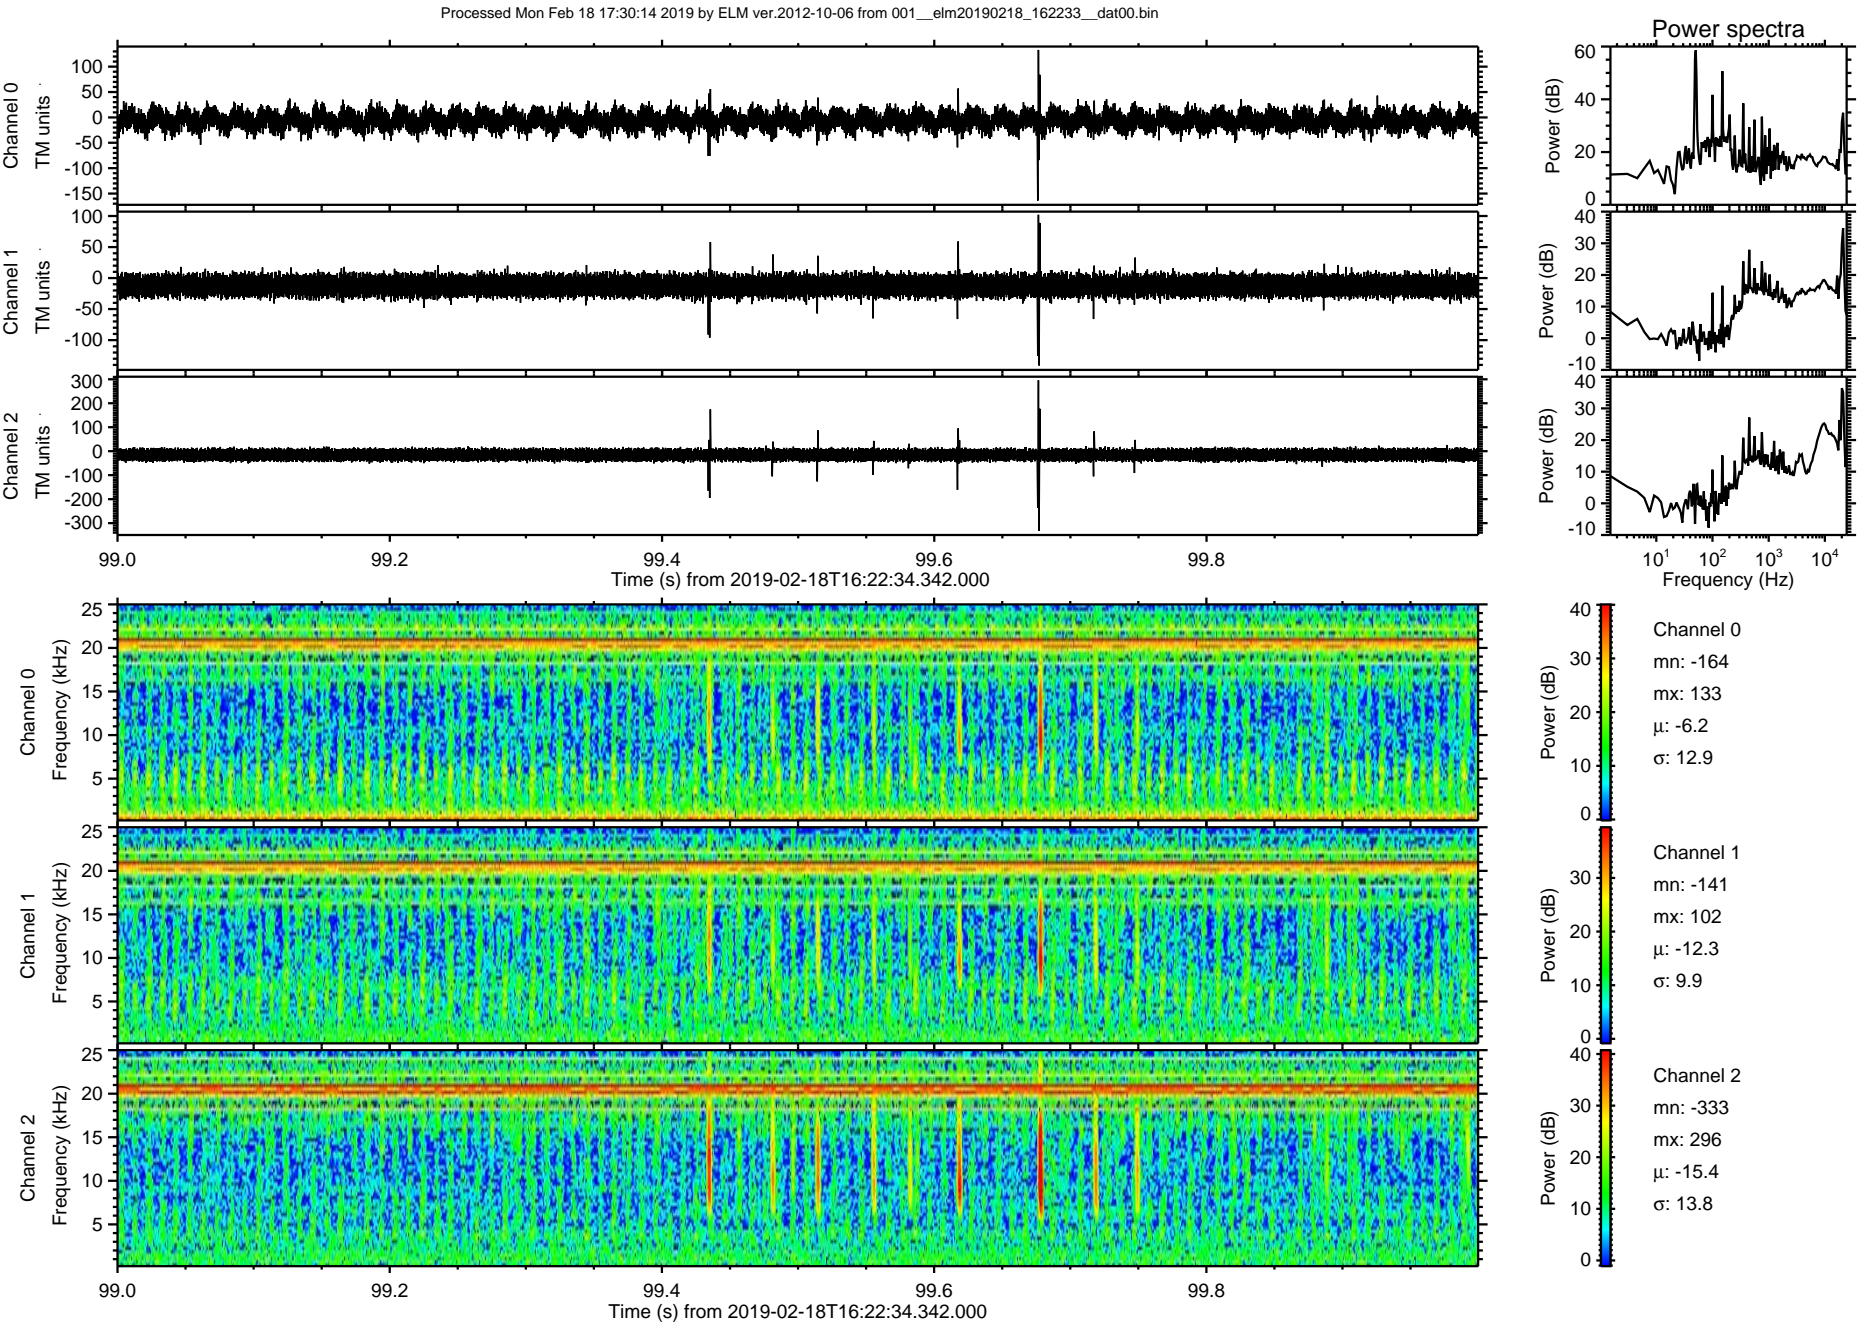 Processed Mon Feb 18 17:30:14 2019 by ELM ver.2012-10-06 from 001__elm20190218_162233__dat00.bin
Power spectra
Channel 0
TM units
100
50
0
-50
-100
-150
Power (dB)
60
40
20
0
Channel 1
TM units
100
50
0
-50
-100
Power (dB)
40
30
20
10
0
-10
Channel 2
TM units
300
200
100
0
-100
-200
-300
Power (dB)
40
30
20
10
0
-10
99.0 99.2 99.4 99.6 99.8
Time (s) from 2019-02-18T16:22:34.342.000
10¹ 10² 10³ 10⁴
Frequency (Hz)
Channel 0
Frequency (kHz)
25
20
15
10
5
Power (dB)
40
30
20
10
0
Channel 0
mn: -164
mx: 133
µ: -6.2
σ: 12.9
Channel 1
Frequency (kHz)
25
20
15
10
5
Power (dB)
30
20
10
0
Channel 1
mn: -141
mx: 102
µ: -12.3
σ: 9.9
Channel 2
Frequency (kHz)
25
20
15
10
5
Power (dB)
40
30
20
10
0
Channel 2
mn: -333
mx: 296
µ: -15.4
σ: 13.8
99.0 99.2 99.4 99.6 99.8
Time (s) from 2019-02-18T16:22:34.342.000